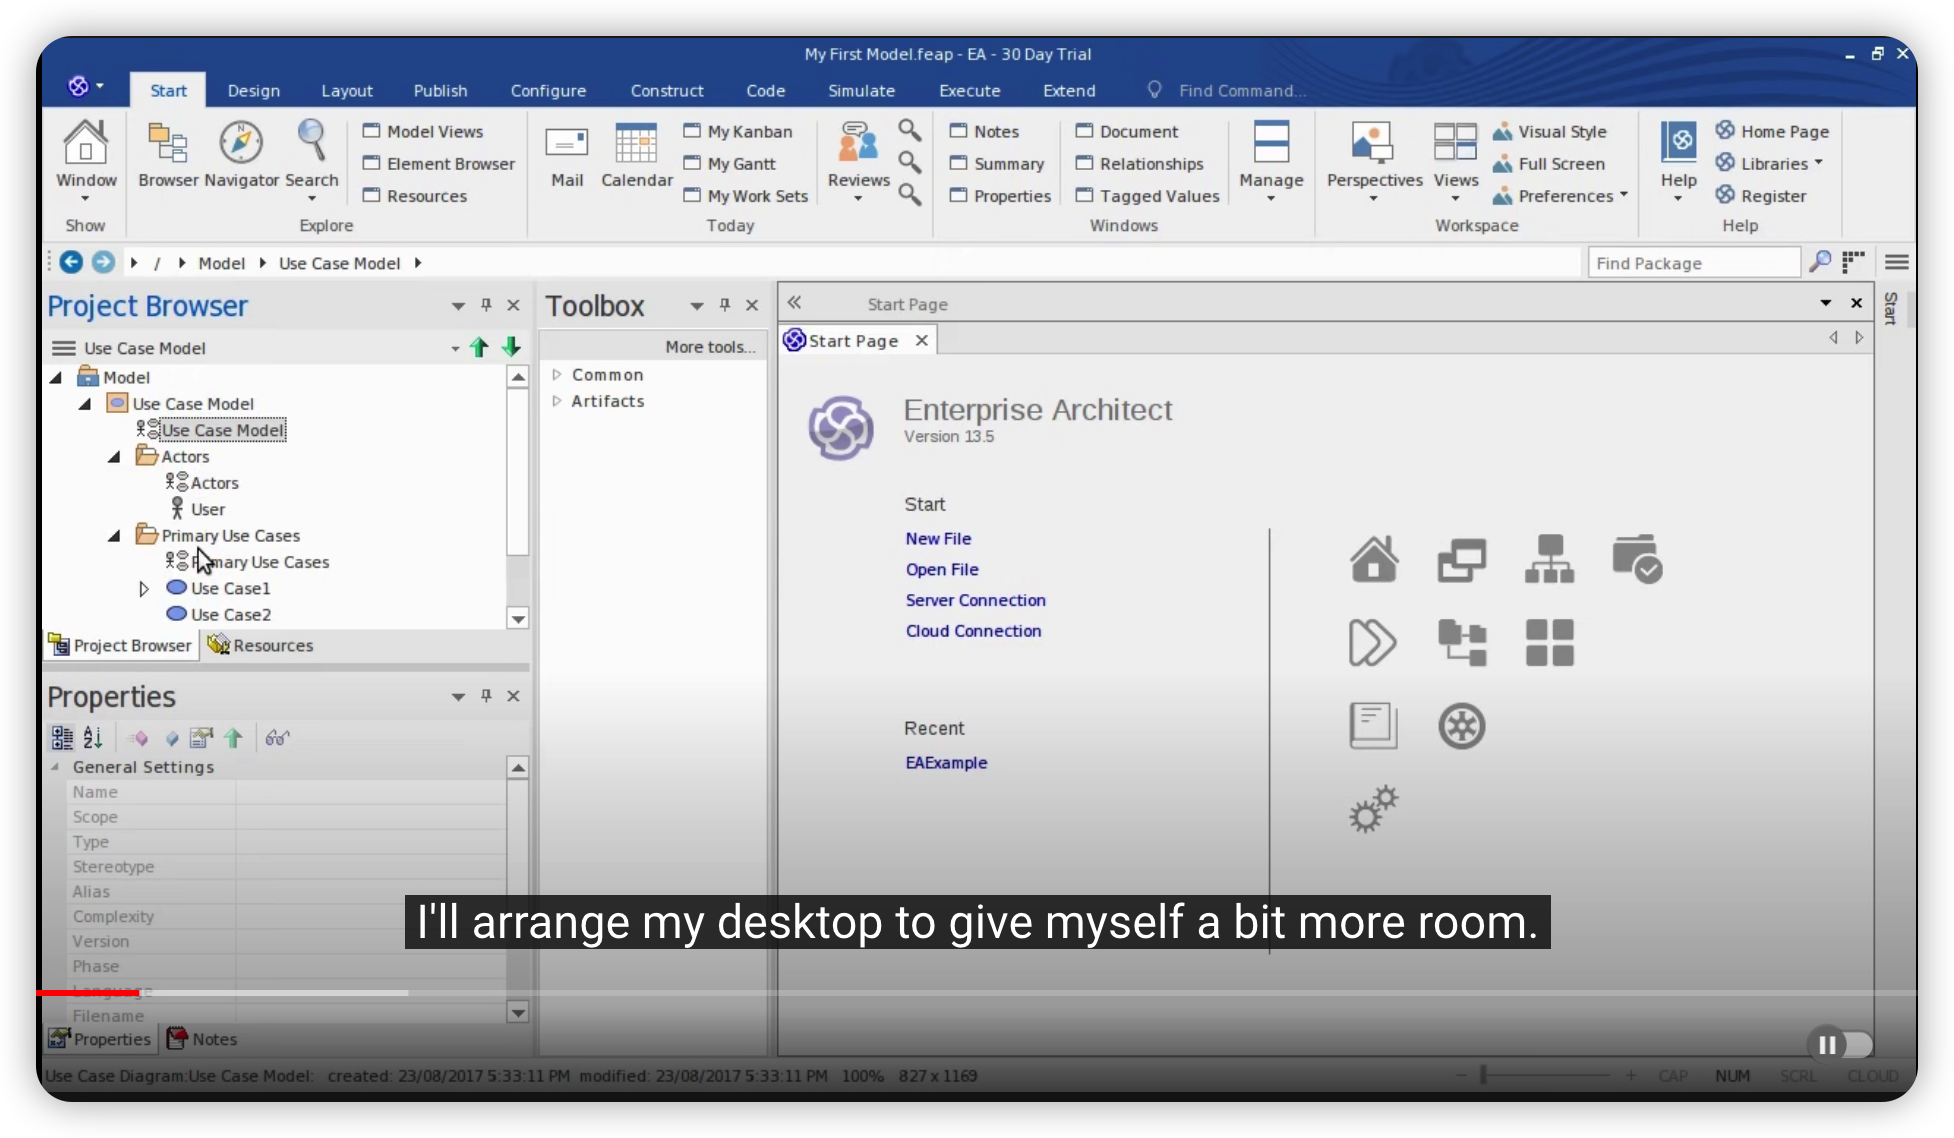 My First Model.feap - EA - 30 Day Trial
Start Design Layout Publish Configure Construct Code Simulate Execute Extend Find Command...
Window
Show
Browser Navigator Search
Model Views
Element Browser
Resources
Explore
Mail Calendar
My Kanban
My Gantt
My Work Sets
Reviews
Today
Notes
Summary
Properties
Document
Relationships
Tagged Values
Windows
Manage
Perspectives Views
Visual Style
Full Screen
Preferences
Workspace
Help
Home Page
Libraries
Register
Help
/ Model Use Case Model
Find Package
Project Browser
Use Case Model
Model
Use Case Model
Use Case Model
Actors
Actors
User
Primary Use Cases
Primary Use Cases
Use Case1
Use Case2
Project Browser Resources
Properties
General Settings
Name
Scope
Type
Stereotype
Alias
Complexity
Version
Phase
Language
Filename
Properties Notes
Toolbox
More tools...
Common
Artifacts
Start Page
Start Page
Start
Enterprise Architect
Version 13.5
Start
New File
Open File
Server Connection
Cloud Connection
Recent
EAExample
I'll arrange my desktop to give myself a bit more room.
Use Case Diagram:Use Case Model: created: 23/08/2017 5:33:11 PM modified: 23/08/2017 5:33:11 PM 100% 827 x 1169
CAP NUM SCRL CLOUD